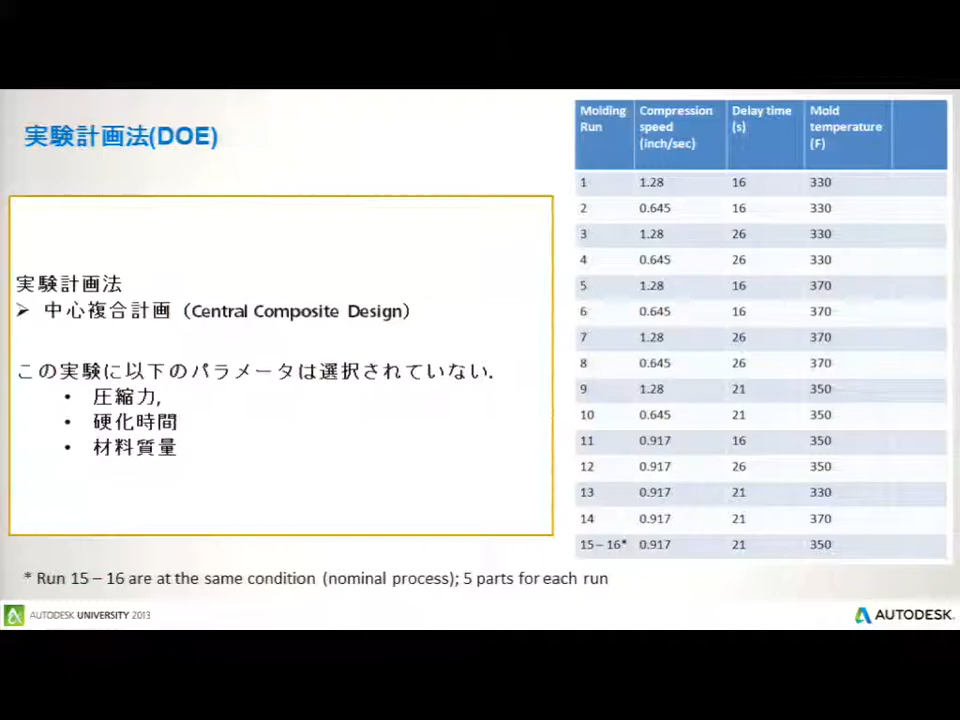 実験計画法(DOE)
実験計画法
➤ 中心複合計画（Central Composite Design）
この実験に以下のパラメータは選択されていない.
• 圧縮力,
• 硬化時間
• 材料質量
Molding Run Compression speed (inch/sec) Delay time (s) Mold temperature (F)
1 1.28 16 330
2 0.645 16 330
3 1.28 26 330
4 0.645 26 330
5 1.28 16 370
6 0.645 16 370
7 1.28 26 370
8 0.645 26 370
9 1.28 21 350
10 0.645 21 350
11 0.917 16 350
12 0.917 26 350
13 0.917 21 330
14 0.917 21 370
15 – 16* 0.917 21 350
* Run 15 – 16 are at the same condition (nominal process); 5 parts for each run
AUTODESK UNIVERSITY 2013
AUTODESK.